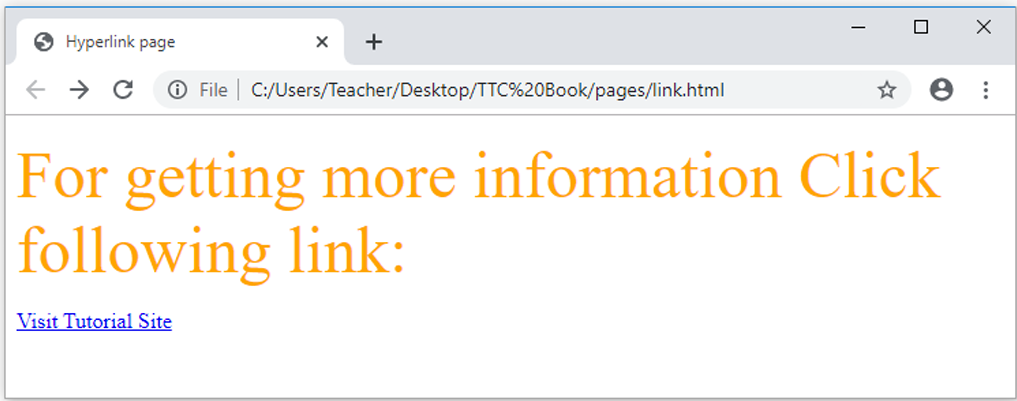 Hyperlink page
File C:/Users/Teacher/Desktop/TTC%20Book/pages/link.html
For getting more information Click
following link:
Visit Tutorial Site